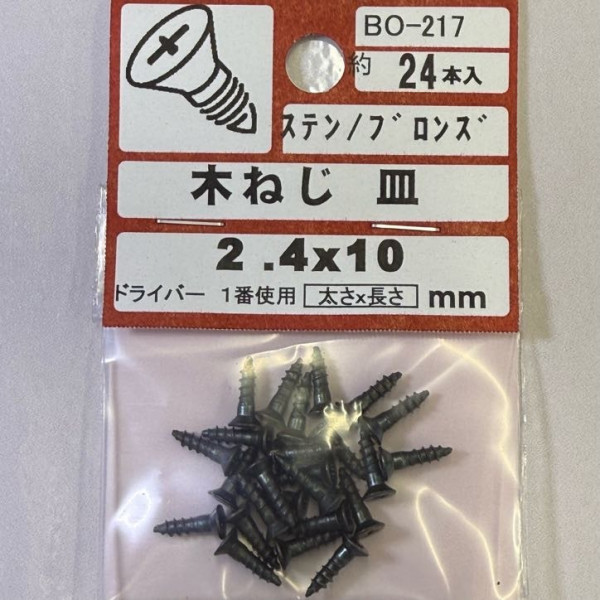 BO-217
約 24本入
ステン/ブロンズ
木ねじ 皿
2.4x10
ドライバー 1番使用 太さx長さ mm